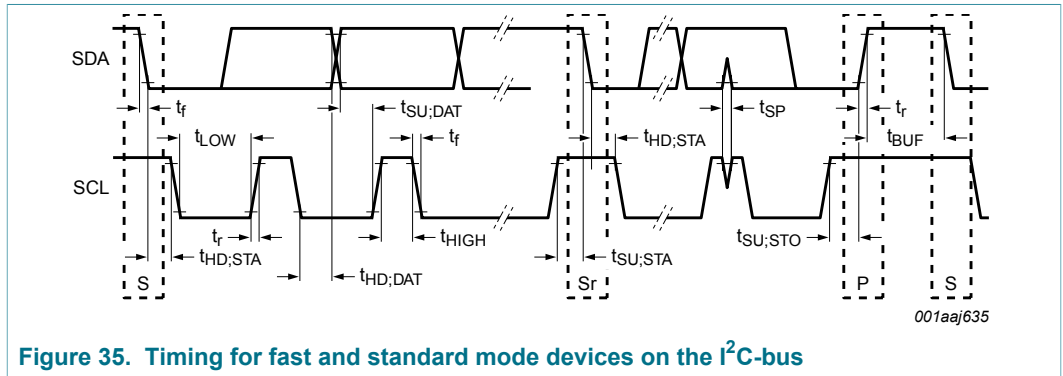 SDA
t_f
t_SU;DAT
t_SP
t_r
t_LOW
t_f
t_HD;STA
t_BUF
SCL
t_r
t_HIGH
t_SU;STO
t_HD;STA
t_HD;DAT
t_SU;STA
S
Sr
P
S
001aaj635
Figure 35. Timing for fast and standard mode devices on the I²C-bus